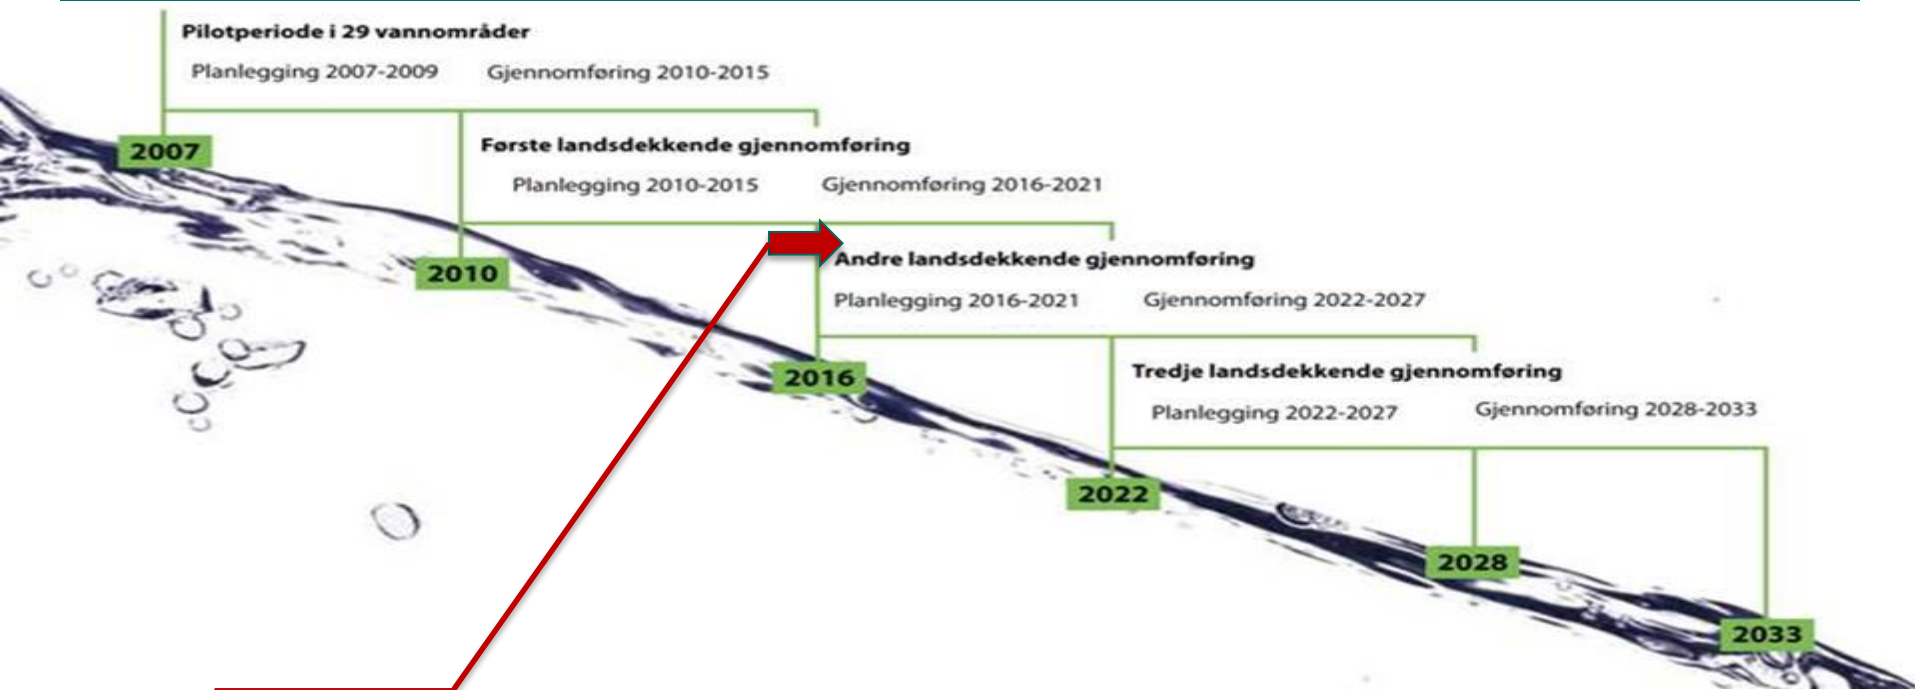 Pilotperiode i 29 vannområder
Planlegging 2007-2009 Gjennomføring 2010-2015
2007
Første landsdekkende gjennomføring
Planlegging 2010-2015 Gjennomføring 2016-2021
2010
Andre landsdekkende gjennomføring
Planlegging 2016-2021 Gjennomføring 2022-2027
2016
Tredje landsdekkende gjennomføring
Planlegging 2022-2027 Gjennomføring 2028-2033
2022
2028
2033